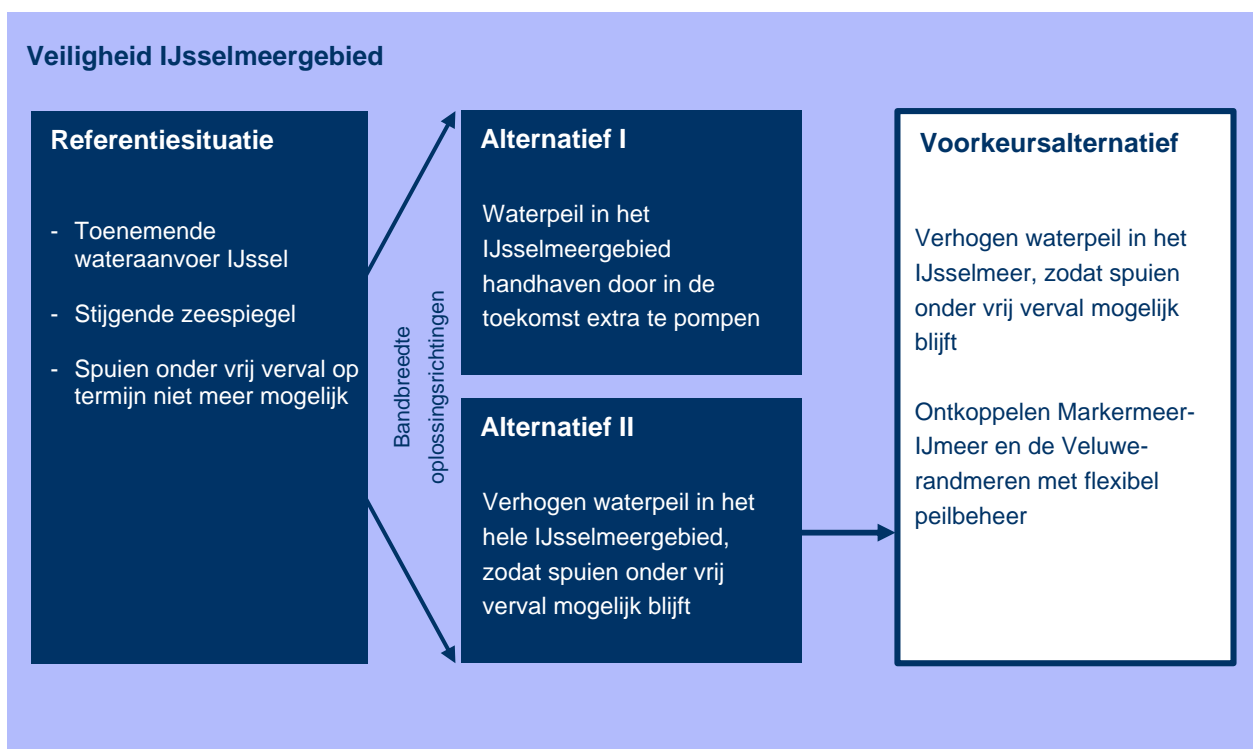 Veiligheid IJsselmeergebied
Referentiesituatie
- Toenemende
wateraanvoer IJssel
- Stijgende zeespiegel
- Spuien onder vrij verval op
termijn niet meer mogelijk
Bandbreedte
oplossingsrichtingen
Alternatief I
Waterpeil in het
IJsselmeergebied
handhaven door in de
toekomst extra te pompen
Alternatief II
Verhogen waterpeil in het
hele IJsselmeergebied,
zodat spuien onder vrij
verval mogelijk blijft
Voorkeursalternatief
Verhogen waterpeil in het
IJsselmeer, zodat spuien
onder vrij verval mogelijk
blijft
Ontkoppelen Markermeer-
IJmeer en de Veluwe-
randmeren met flexibel
peilbeheer